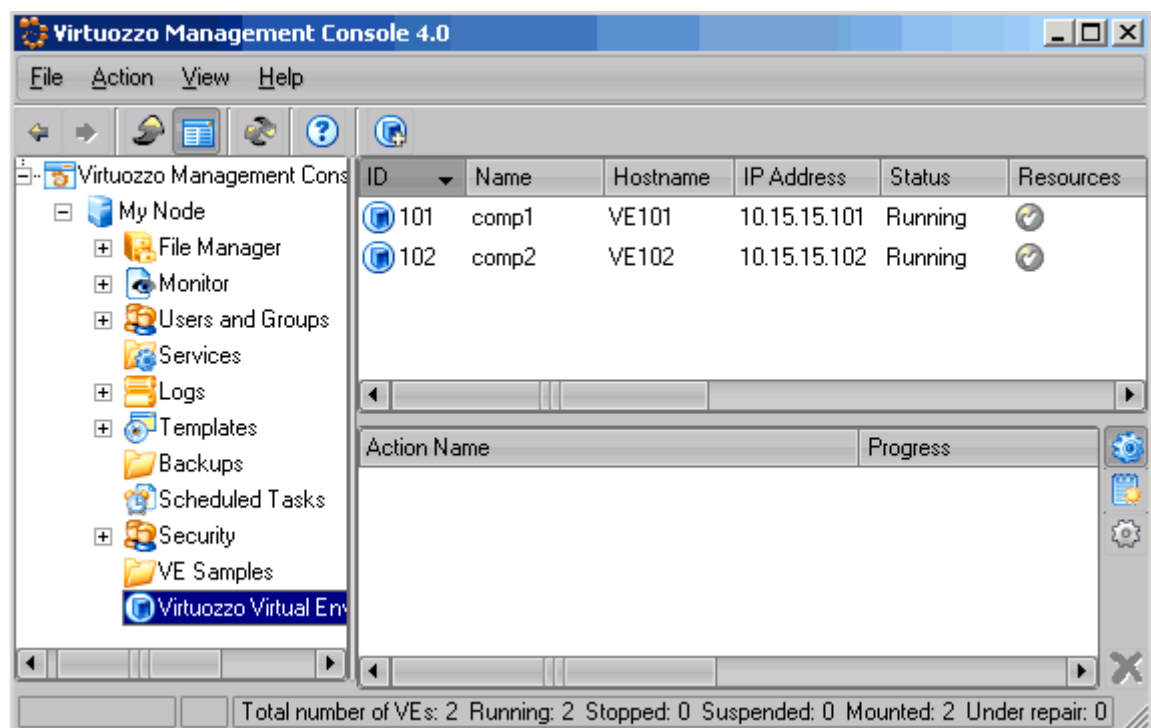 Virtuozzo Management Console 4.0
File Action View Help
Virtuozzo Management Cons
My Node
File Manager
Monitor
Users and Groups
Services
Logs
Templates
Backups
Scheduled Tasks
Security
VE Samples
Virtuozzo Virtual Env
ID Name Hostname IP Address Status Resources
101 comp1 VE101 10.15.15.101 Running
102 comp2 VE102 10.15.15.102 Running
Action Name Progress
Total number of VEs: 2 Running: 2 Stopped: 0 Suspended: 0 Mounted: 2 Under repair: 0